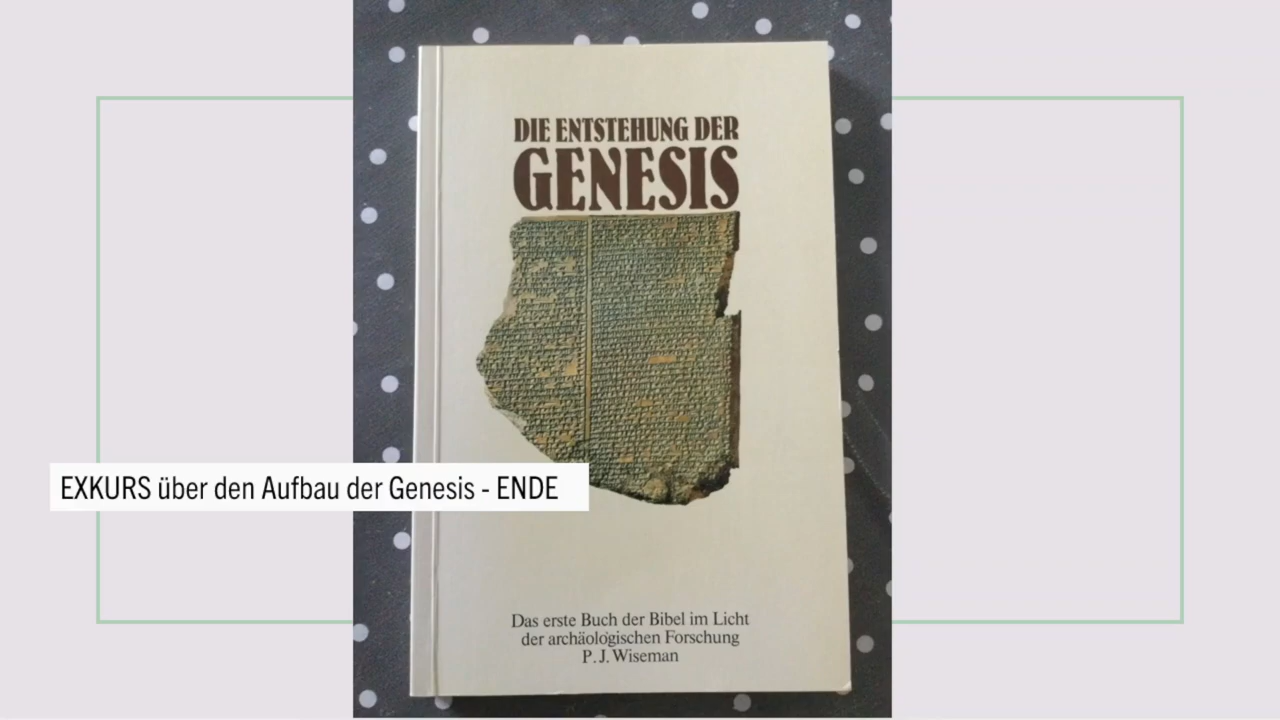 DIE ENTSTEHUNG DER
GENESIS
EXKURS über den Aufbau der Genesis - ENDE
Das erste Buch der Bibel im Licht
der archäologischen Forschung
P. J. Wiseman